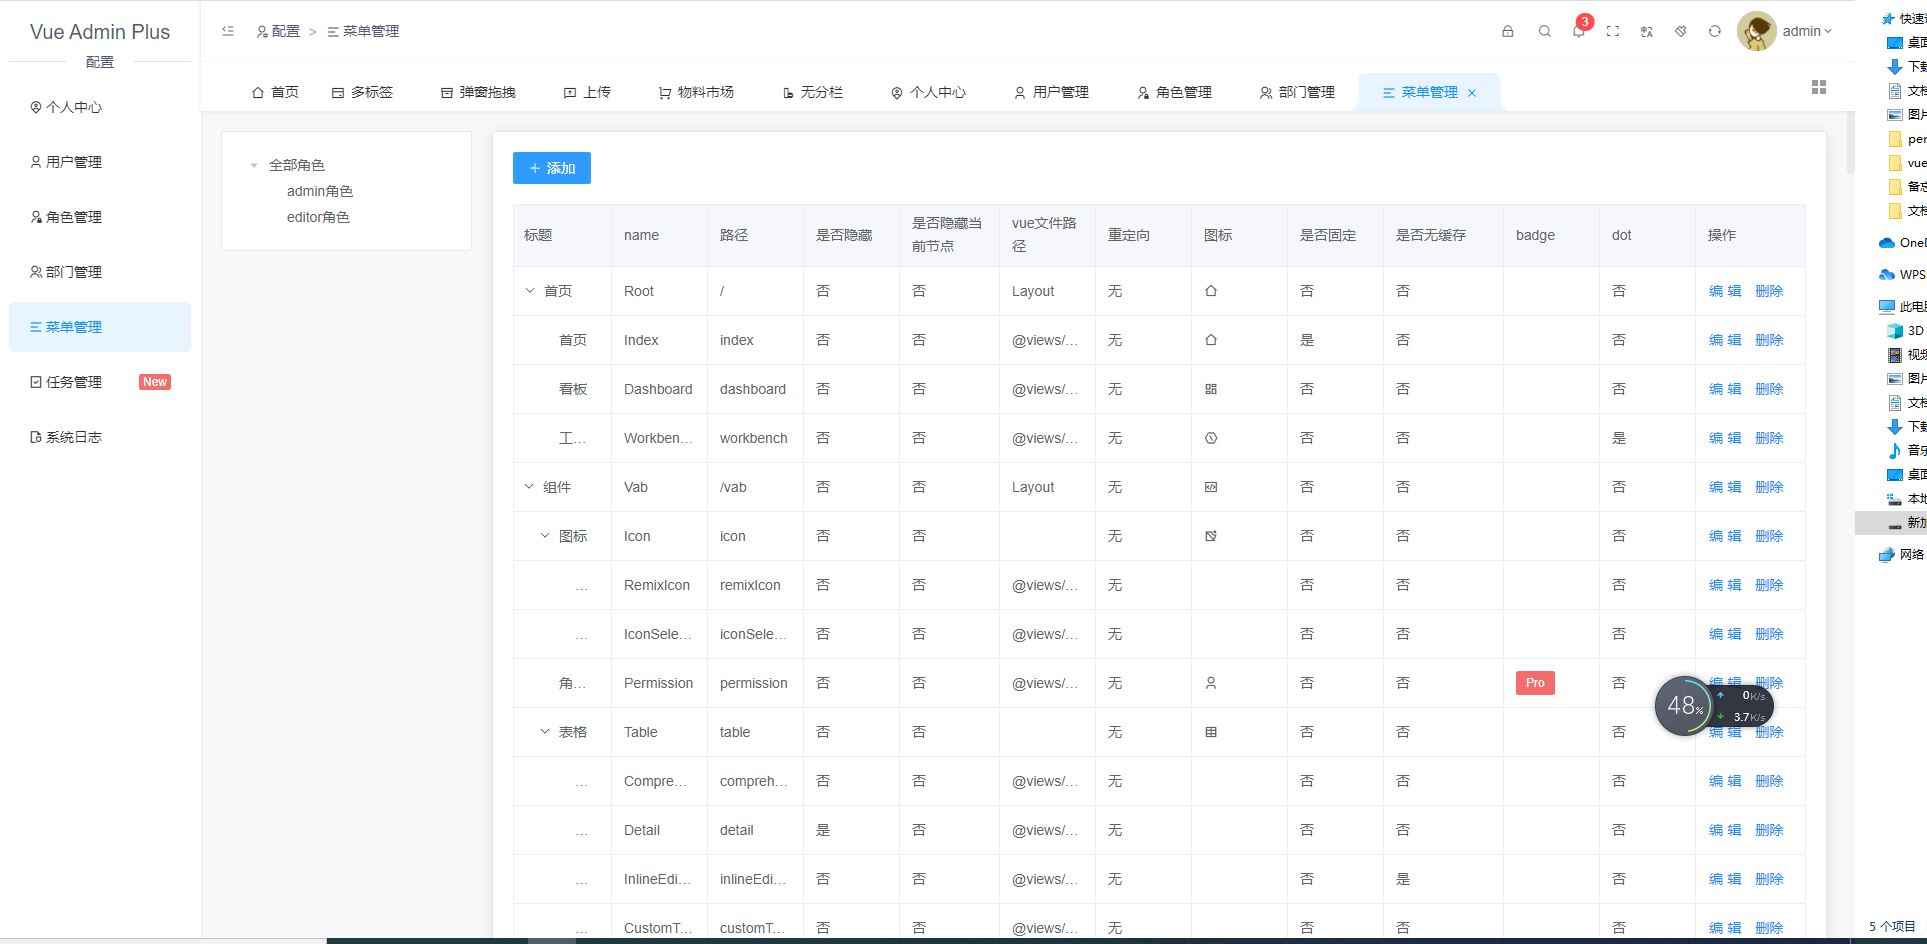 Vue Admin Plus
配置
个人中心
用户管理
角色管理
部门管理
菜单管理
任务管理 New
系统日志
配置 > 菜单管理
3
admin
首页 多标签 弹窗拖拽 上传 物料市场 无分栏 个人中心 用户管理 角色管理 部门管理 菜单管理 ×
全部角色
admin角色
editor角色
+ 添加
标题 name 路径 是否隐藏 是否隐藏当前节点 vue文件路径 重定向 图标 是否固定 是否无缓存 badge dot 操作
首页 Root / 否 否 Layout 无 否 否 否 编 辑 删除
首页 Index index 否 否 @views/... 无 是 否 否 编 辑 删除
看板 Dashboard dashboard 否 否 @views/... 无 否 否 否 编 辑 删除
工... Workben... workbench 否 否 @views/... 无 否 否 是 编 辑 删除
组件 Vab /vab 否 否 Layout 无 否 否 否 编 辑 删除
图标 Icon icon 否 否 无 否 否 否 编 辑 删除
... RemixIcon remixIcon 否 否 @views/... 无 否 否 否 编 辑 删除
... IconSele... iconSele... 否 否 @views/... 无 否 否 否 编 辑 删除
角... Permission permission 否 否 @views/... 无 否 否 Pro 否 编 辑 删除
表格 Table table 否 否 无 否 否 否 编 辑 删除
... Compre... compreh... 否 否 @views/... 无 否 否 否 编 辑 删除
... Detail detail 是 否 @views/... 无 否 否 否 编 辑 删除
... InlineEdi... inlineEdi... 否 否 @views/... 无 否 是 否 编 辑 删除
... CustomT... customT... 否 否 @views/... 无 否 否 否 编 辑 删除
48%
0K/s
3.7K/s
快速
桌面
下载
文档
图片
per
vue
备忘
文档
OneD
WPS
此电脑
3D
视频
图片
文档
下载
音乐
桌面
本地
新加
网络
5 个项目